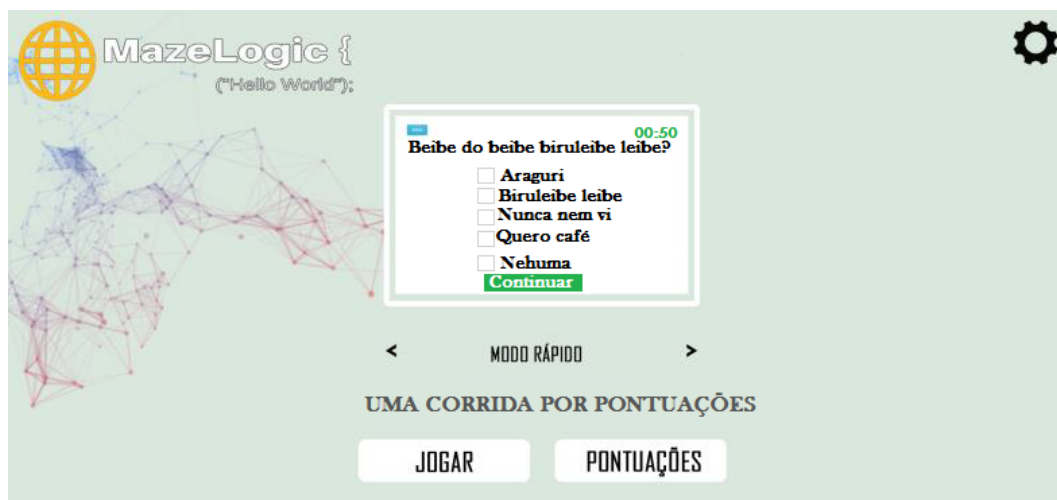 MazeLogic {
("Hello World");
00:50
Beibe do beibe biruleibe leibe?
Araguri
Biruleibe leibe
Nunca nem vi
Quero café
Nehuma
Continuar
< MODO RÁPIDO >
UMA CORRIDA POR PONTUAÇÕES
JOGAR PONTUAÇÕES